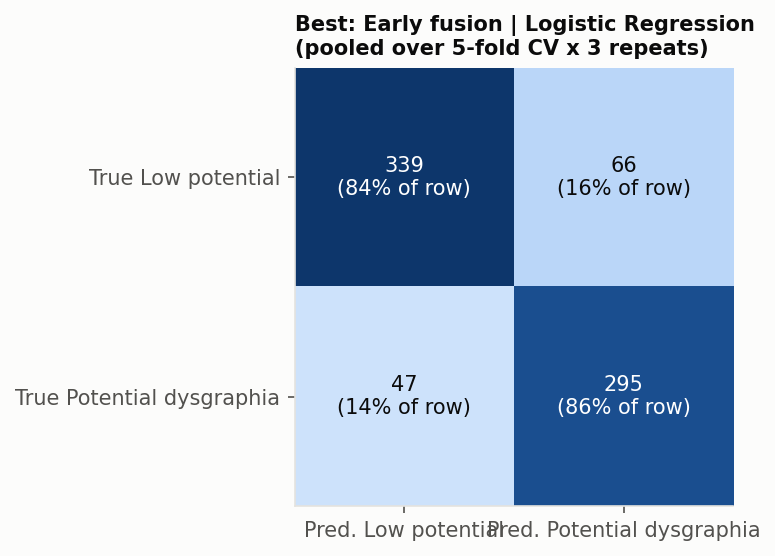 Best: Early fusion | Logistic Regression
(pooled over 5-fold CV x 3 repeats)
True Low potential
339
(84% of row)
66
(16% of row)
True Potential dysgraphia
47
(14% of row)
295
(86% of row)
Pred. Low potential
Pred. Potential dysgraphia